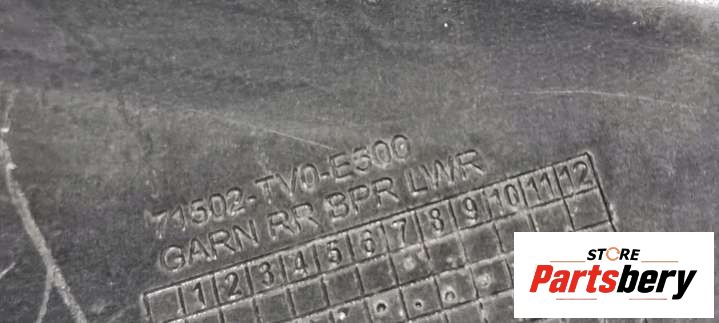 71502-TV0-E500
GARN RR BPR LWR
1 2 3 4 5 6 7 8 9 10 11 12
STORE
Partsbery